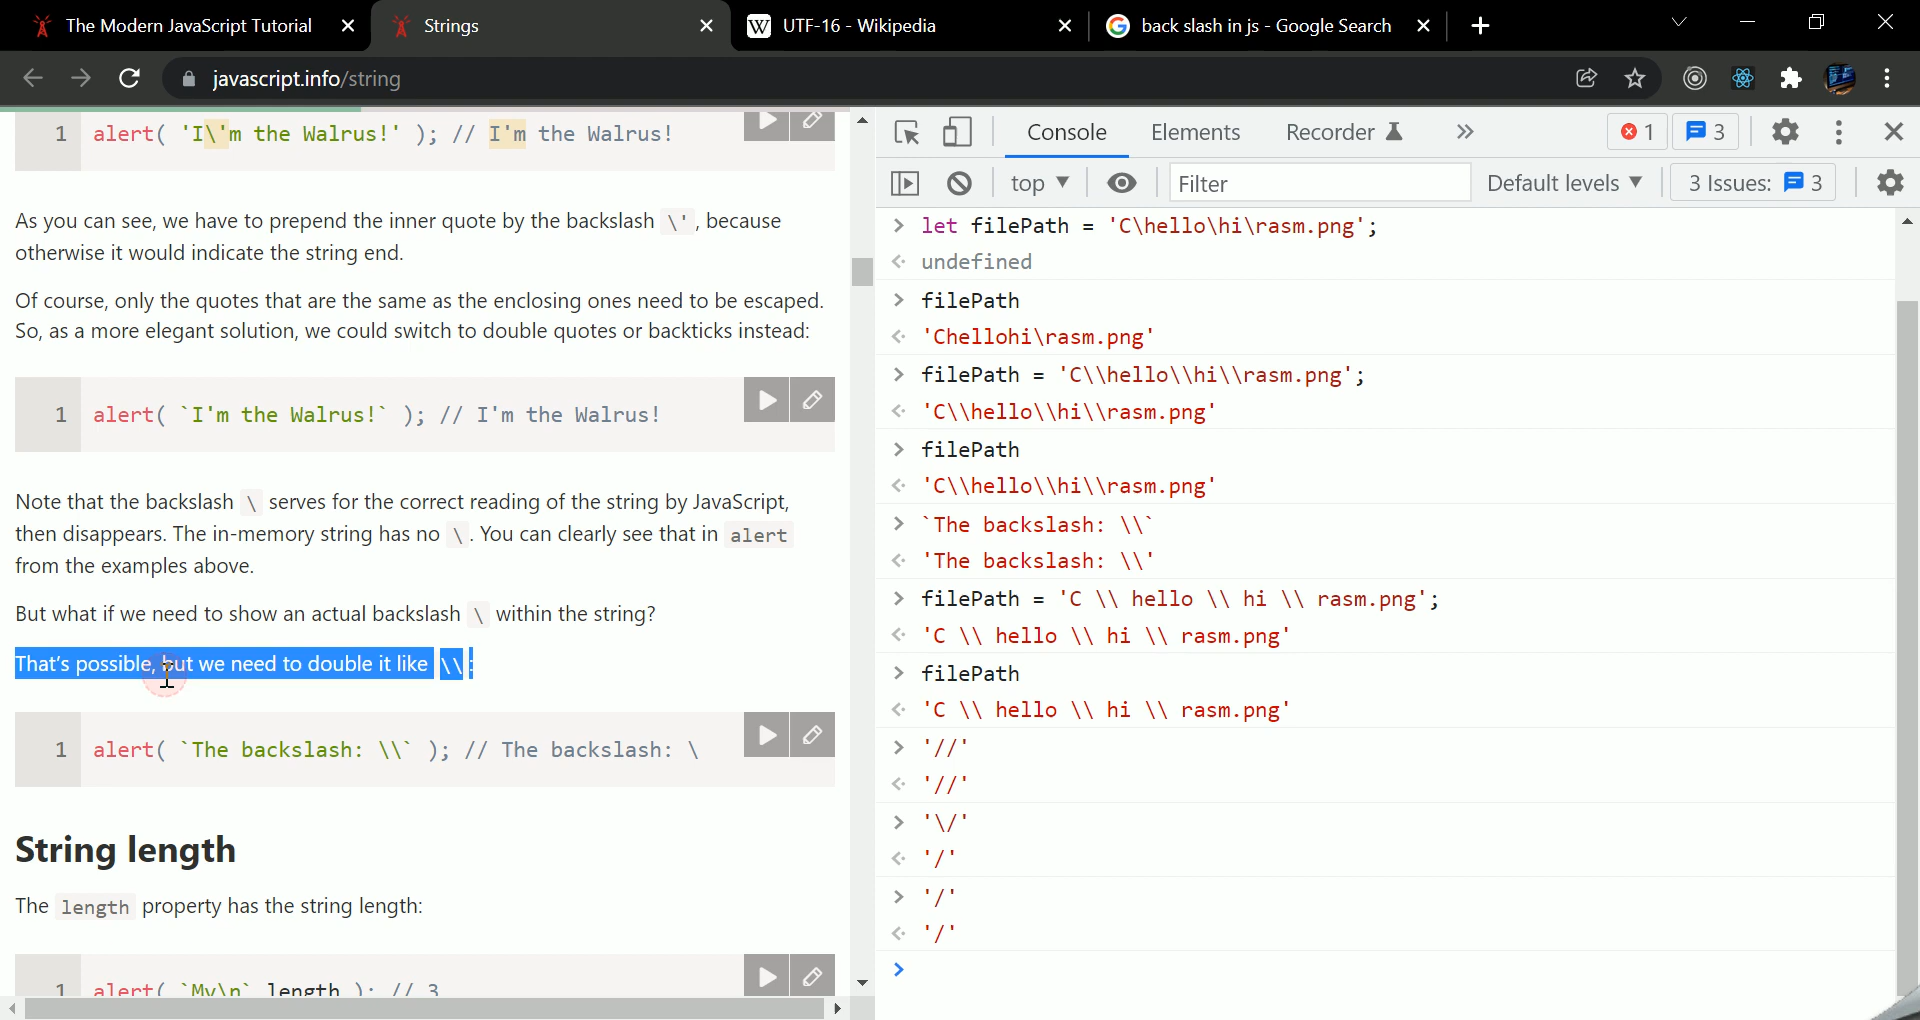 The Modern JavaScript Tutorial
Strings
UTF-16 - Wikipedia
back slash in js - Google Search
javascript.info/string
1 alert( 'I\'m the Walrus!' ); // I'm the Walrus!
As you can see, we have to prepend the inner quote by the backslash \', because
otherwise it would indicate the string end.
Of course, only the quotes that are the same as the enclosing ones need to be escaped.
So, as a more elegant solution, we could switch to double quotes or backticks instead:
1 alert( `I'm the Walrus!` ); // I'm the Walrus!
Note that the backslash \ serves for the correct reading of the string by JavaScript,
then disappears. The in-memory string has no \. You can clearly see that in alert
from the examples above.
But what if we need to show an actual backslash \ within the string?
That's possible, but we need to double it like \\:
1 alert( `The backslash: \\` ); // The backslash: \
String length
The length property has the string length:
1 alert( `My\n`.length ); // 3
Console Elements Recorder 1 3
top Filter Default levels 3 Issues: 3
> let filePath = 'C\hello\hi\rasm.png';
undefined
> filePath
'Chellohi\rasm.png'
> filePath = 'C\\hello\\hi\\rasm.png';
'C\\hello\\hi\\rasm.png'
> filePath
'C\\hello\\hi\\rasm.png'
> `The backslash: \\`
'The backslash: \\'
> filePath = 'C \\ hello \\ hi \\ rasm.png';
'C \\ hello \\ hi \\ rasm.png'
> filePath
'C \\ hello \\ hi \\ rasm.png'
> '//'
'//'
> '\/'
'/'
> '/'
'/'
>